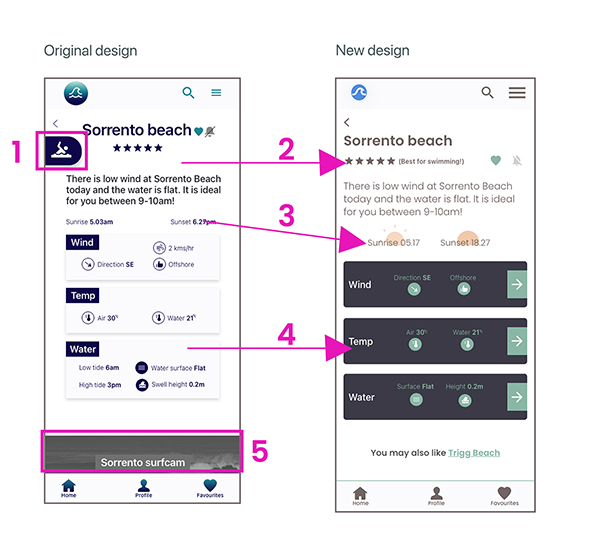 Original design
New design
1
2
3
4
5
Sorrento beach
There is low wind at Sorrento Beach
today and the water is flat. It is ideal
for you between 9-10am!
Sunrise 5.03am
Sunset 6.27pm
Wind
2 kms/hr
Direction SE
Offshore
Temp
Air 30°
Water 21°
Water
Low tide 6am
Water surface Flat
High tide 3pm
Swell height 0.2m
Sorrento surfcam
Home
Profile
Favourites
Sorrento beach
(Best for swimming!)
There is low wind at Sorrento Beach
today and the water is flat. It is ideal
for you between 9-10am!
Sunrise 05.17
Sunset 18.27
Wind
Direction SE
Offshore
Temp
Air 30°
Water 21°
Water
Surface Flat
Height 0.2m
You may also like Trigg Beach
Home
Profile
Favourites